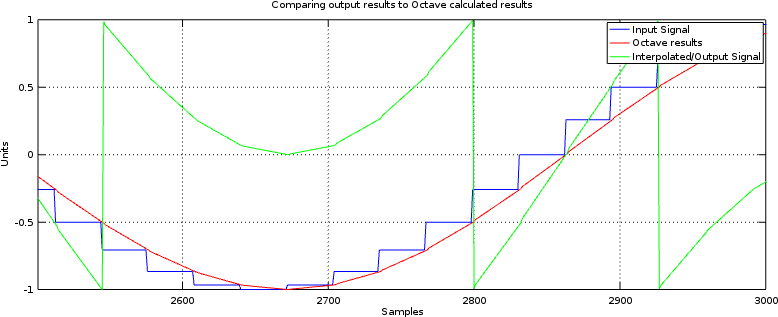 Comparing output results to Octave calculated results
Input Signal
Octave results
Interpolated/Output Signal
Units
1
0.5
0
-0.5
-1
2600
2700
2800
2900
3000
Samples